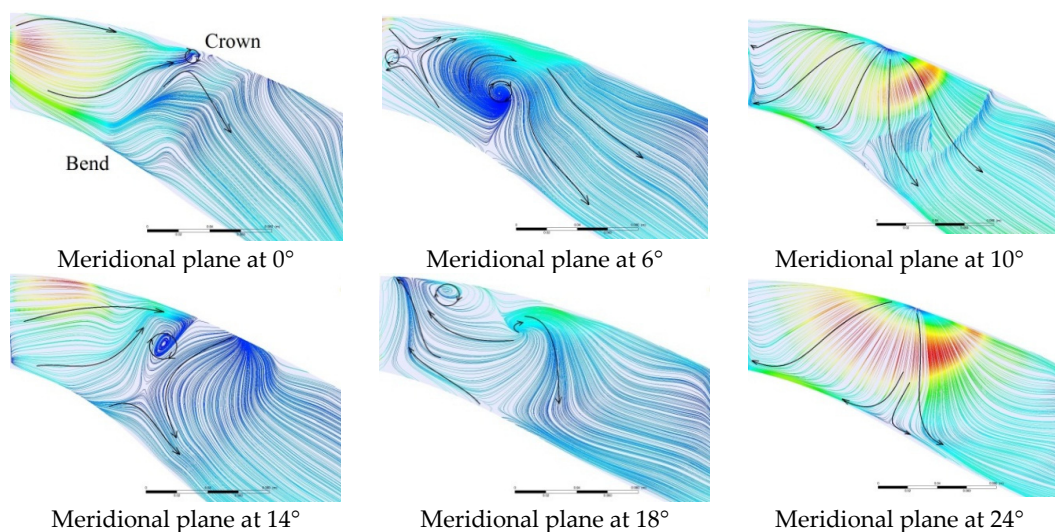 Crown
Bend
Meridional plane at 0°
Meridional plane at 6°
Meridional plane at 10°
Meridional plane at 14°
Meridional plane at 18°
Meridional plane at 24°